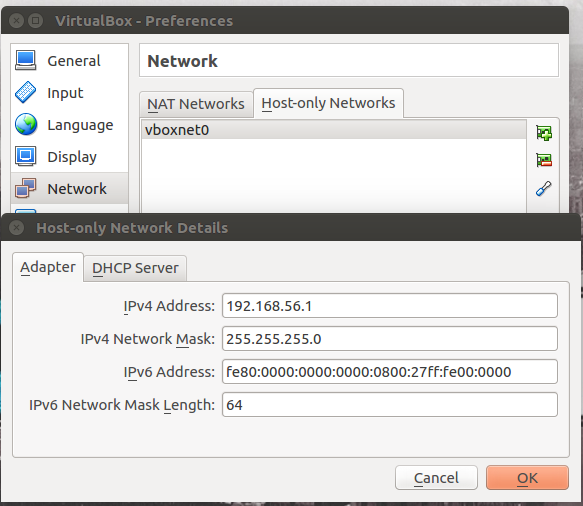 VirtualBox - Preferences
General
Input
Language
Display
Network
Network
NAT Networks
Host-only Networks
vboxnet0
Host-only Network Details
Adapter
DHCP Server
IPv4 Address: 192.168.56.1
IPv4 Network Mask: 255.255.255.0
IPv6 Address: fe80:0000:0000:0000:0800:27ff:fe00:0000
IPv6 Network Mask Length: 64
Cancel
OK